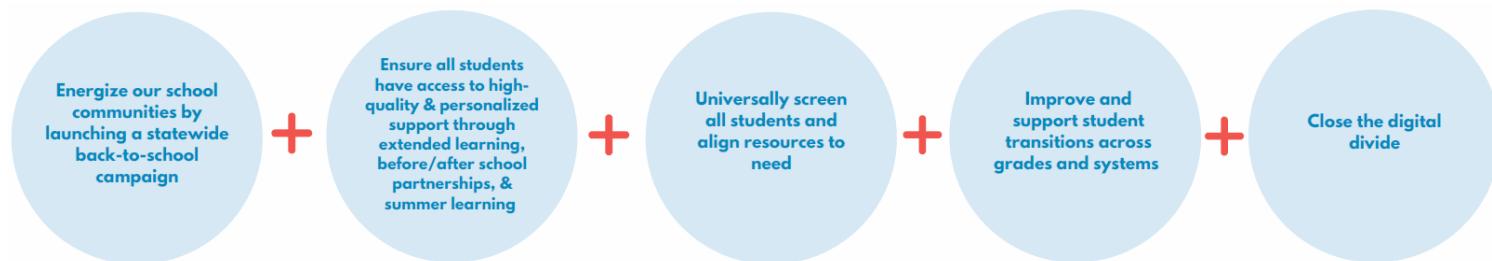 Energize our school
communities by
launching a statewide
back-to-school
campaign
+
Ensure all students
have access to high-
quality & personalized
support through
extended learning,
before/after school
partnerships, &
summer learning
+
Universally screen
all students and
align resources to
need
+
Improve and
support student
transitions across
grades and systems
+
Close the digital
divide